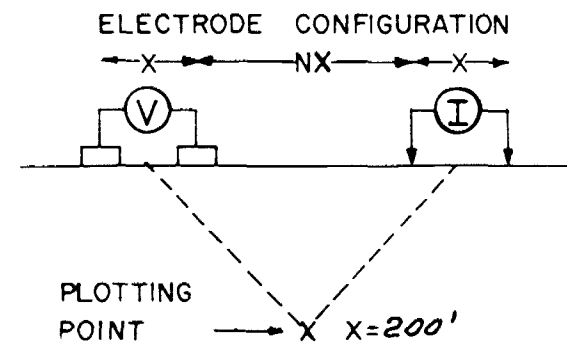 ELECTRODE CONFIGURATION
X NX X
V I
PLOTTING
POINT X X=200'